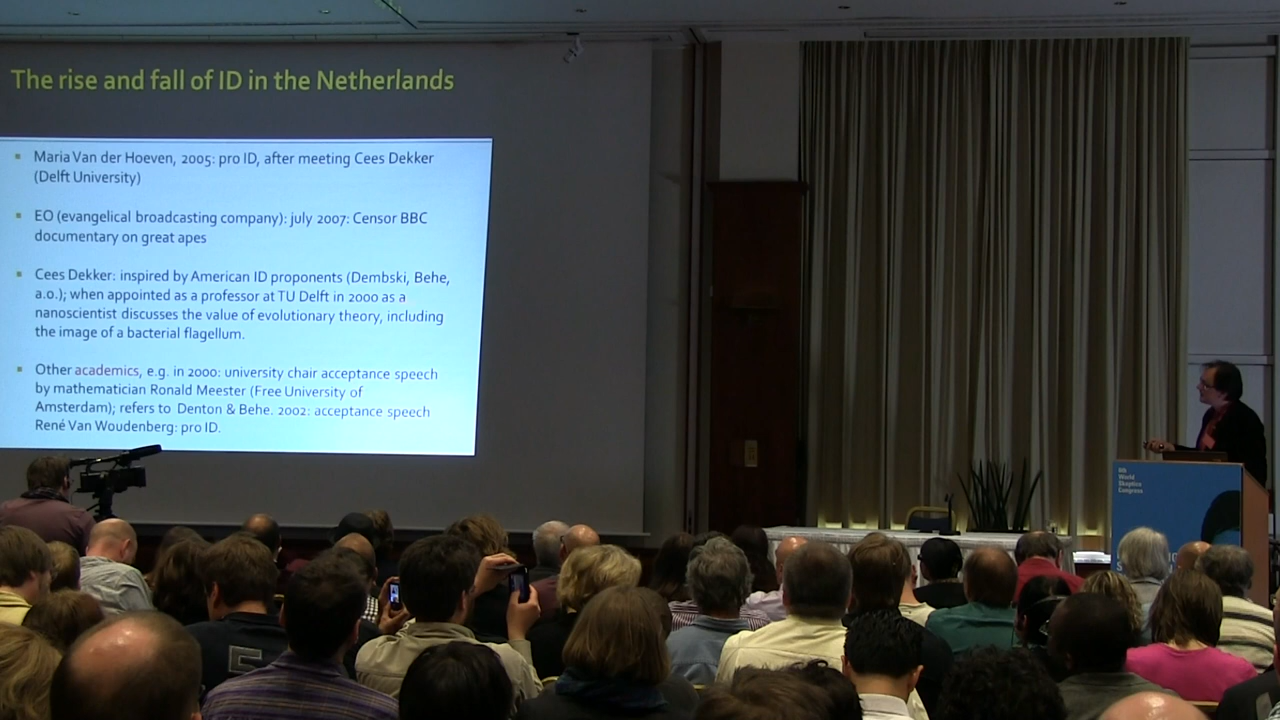 The rise and fall of ID in the Netherlands
Maria Van der Hoeven, 2005: pro ID, after meeting Cees Dekker
(Delft University)
EO (evangelical broadcasting company): july 2007: Censor BBC
documentary on great apes
Cees Dekker: inspired by American ID proponents (Dembski, Behe,
a.o.); when appointed as a professor at TU Delft in 2000 as a
nanoscientist discusses the value of evolutionary theory, including
the image of a bacterial flagellum.
Other academics, e.g. in 2000: university chair acceptance speech
by mathematician Ronald Meester (Free University of
Amsterdam); refers to Denton & Behe. 2002: acceptance speech
René Van Woudenberg: pro ID.
World
Skeptics
Congress